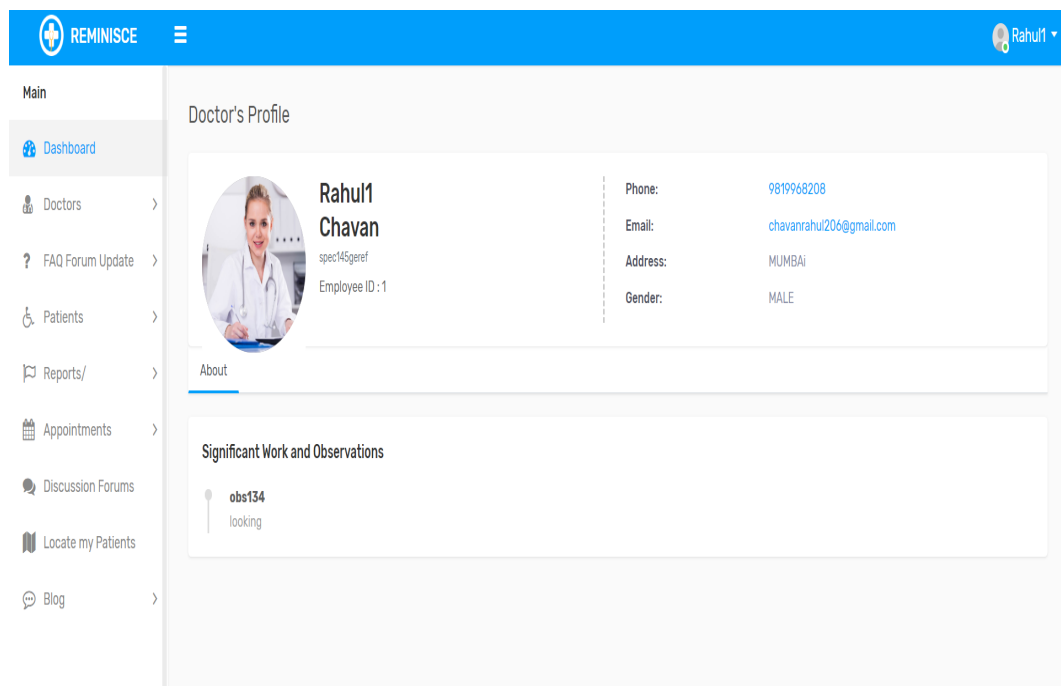 REMINISCE
Rahul1
Main
Dashboard
Doctors
? FAQ Forum Update
Patients
Reports/
Appointments
Discussion Forums
Locate my Patients
Blog
Doctor's Profile
Rahul1
Chavan
spec145geref
Employee ID : 1
Phone: 9819968208
Email: chavanrahul206@gmail.com
Address: MUMBAi
Gender: MALE
About
Significant Work and Observations
obs134
looking